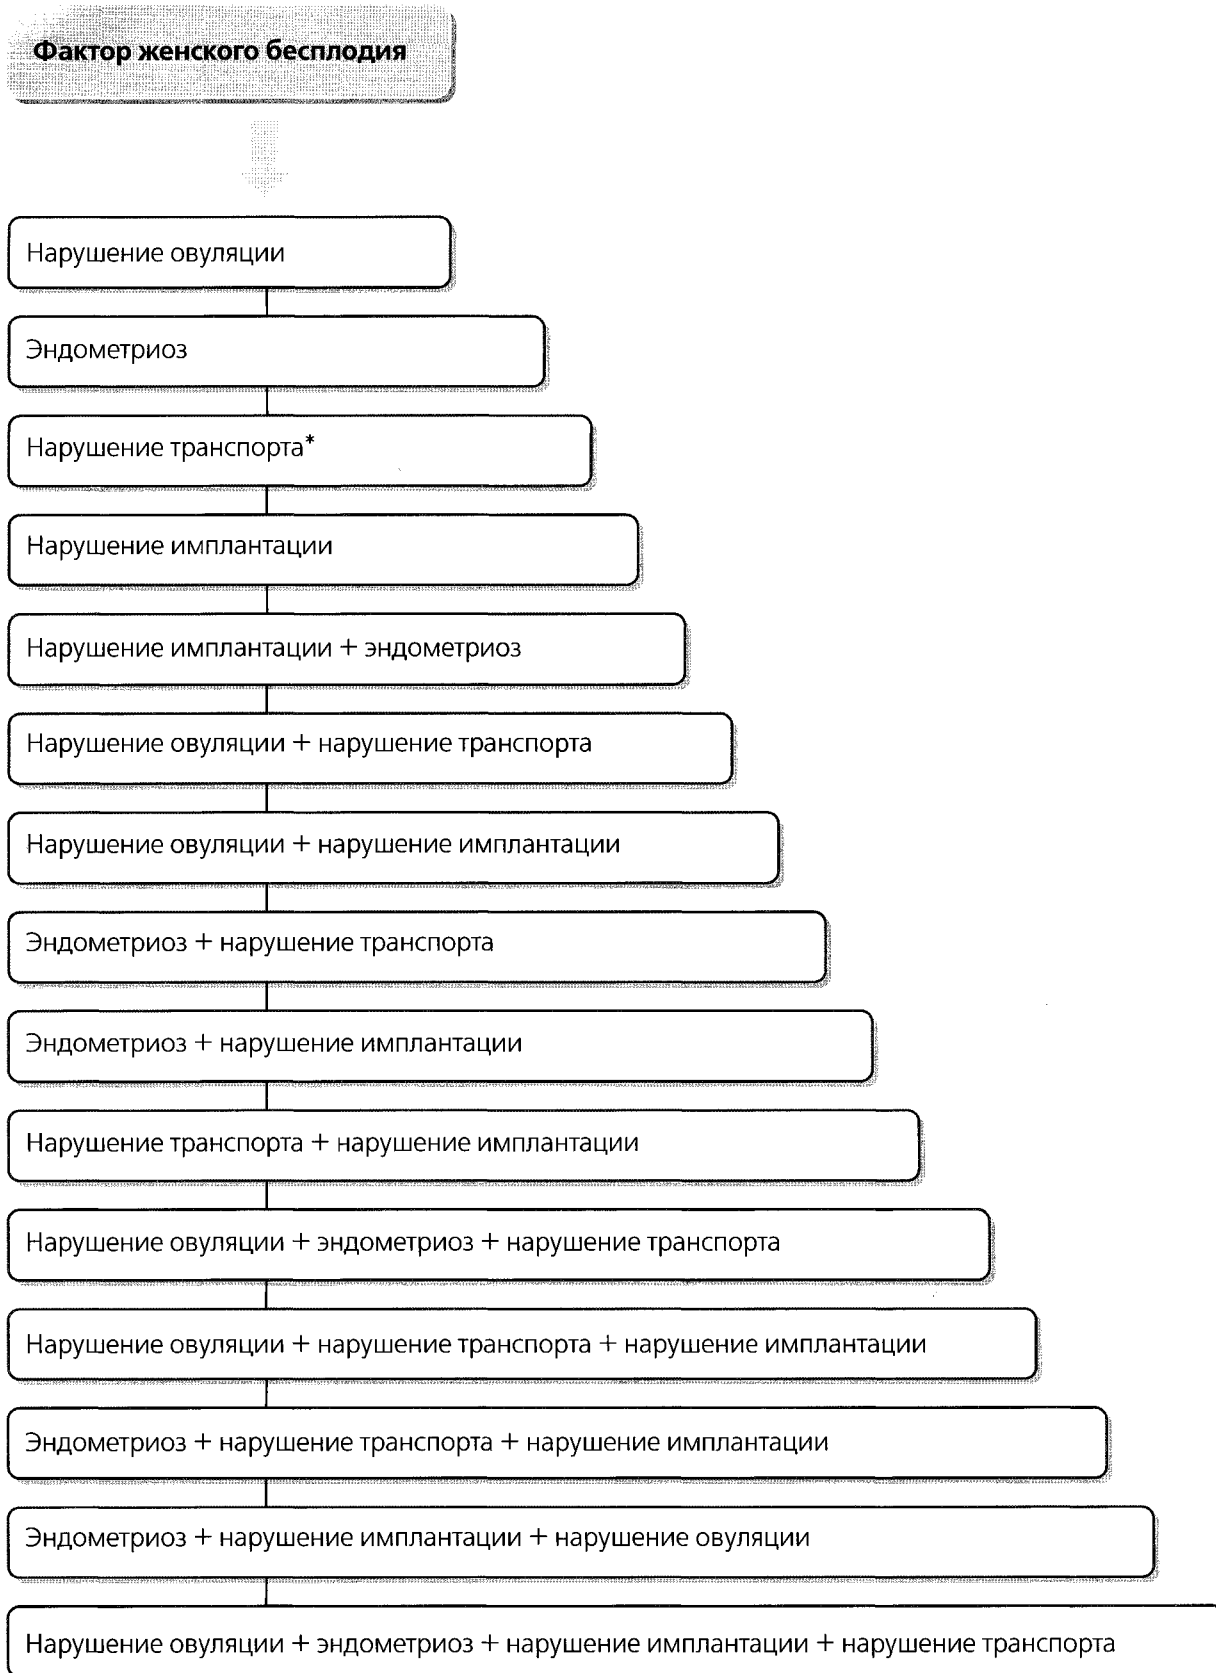 Фактор женского бесплодия
Нарушение овуляции
Эндометриоз
Нарушение транспорта*
Нарушение имплантации
Нарушение имплантации + эндометриоз
Нарушение овуляции + нарушение транспорта
Нарушение овуляции + нарушение имплантации
Эндометриоз + нарушение транспорта
Эндометриоз + нарушение имплантации
Нарушение транспорта + нарушение имплантации
Нарушение овуляции + эндометриоз + нарушение транспорта
Нарушение овуляции + нарушение транспорта + нарушение имплантации
Эндометриоз + нарушение транспорта + нарушение имплантации
Эндометриоз + нарушение имплантации + нарушение овуляции
Нарушение овуляции + эндометриоз + нарушение имплантации + нарушение транспорта